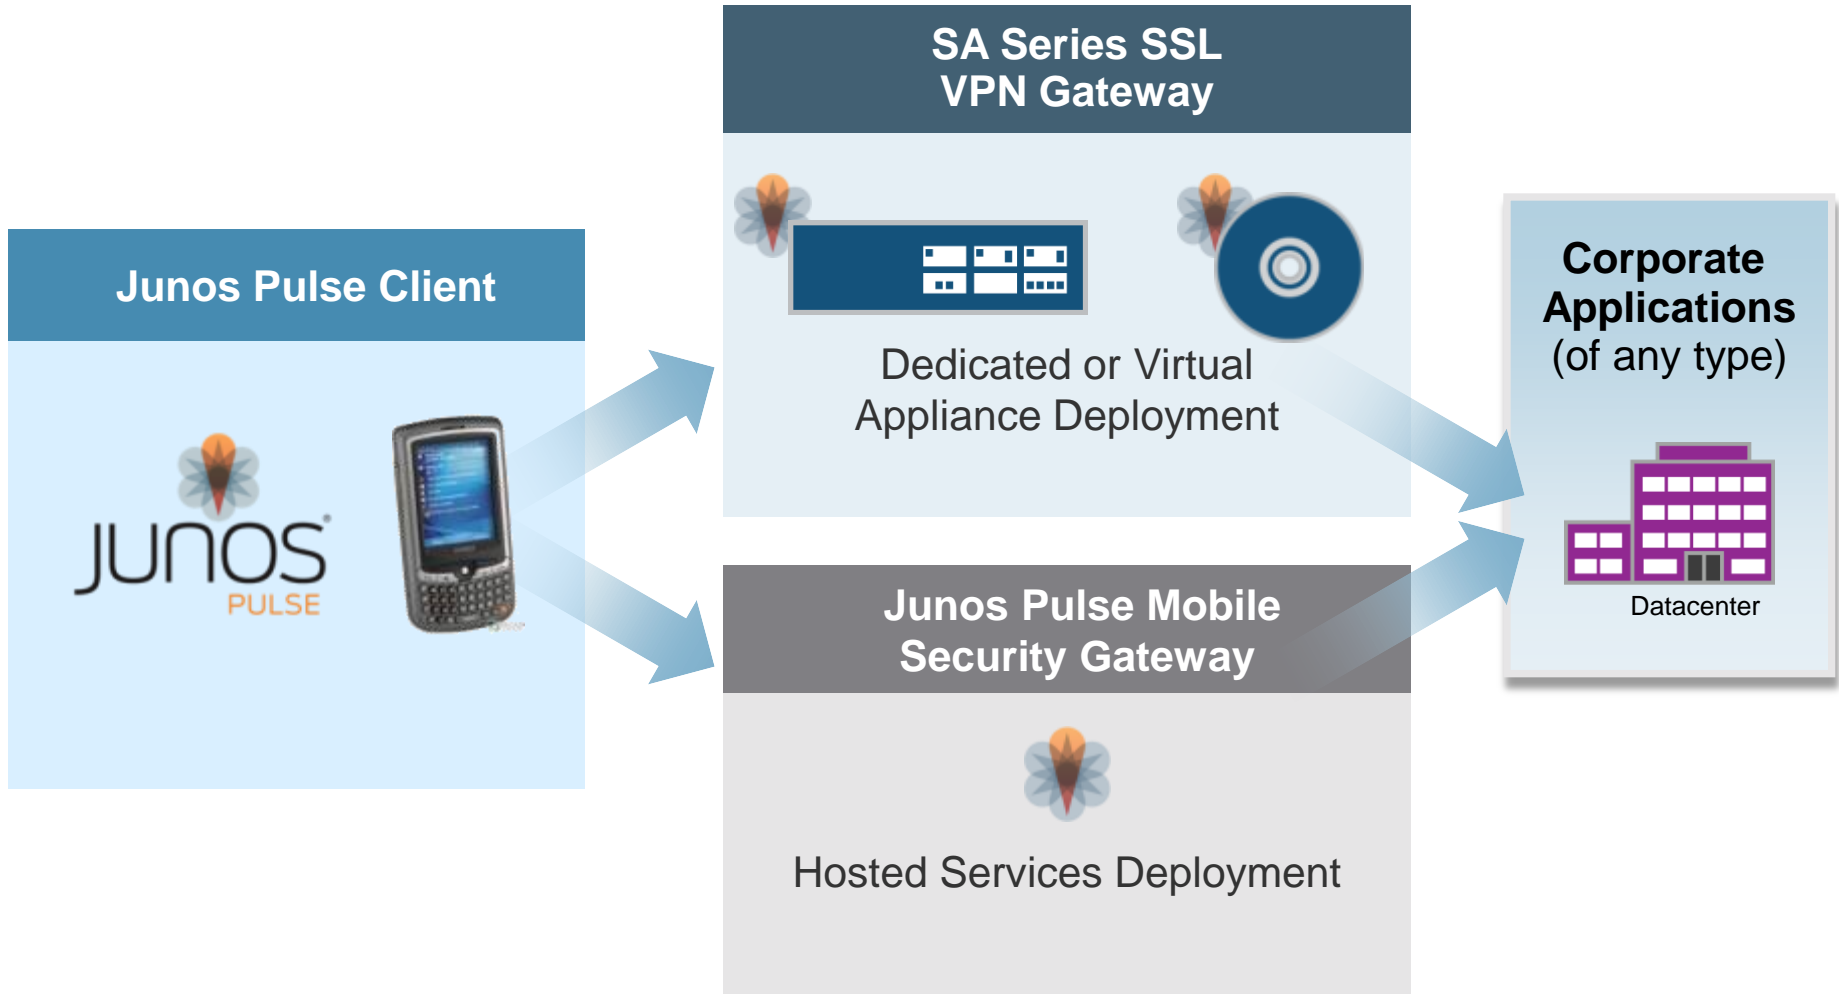 SA Series SSL
VPN Gateway
Dedicated or Virtual
Appliance Deployment
Junos Pulse Client
JUNOS®
PULSE
Junos Pulse Mobile
Security Gateway
Hosted Services Deployment
Corporate
Applications
(of any type)
Datacenter